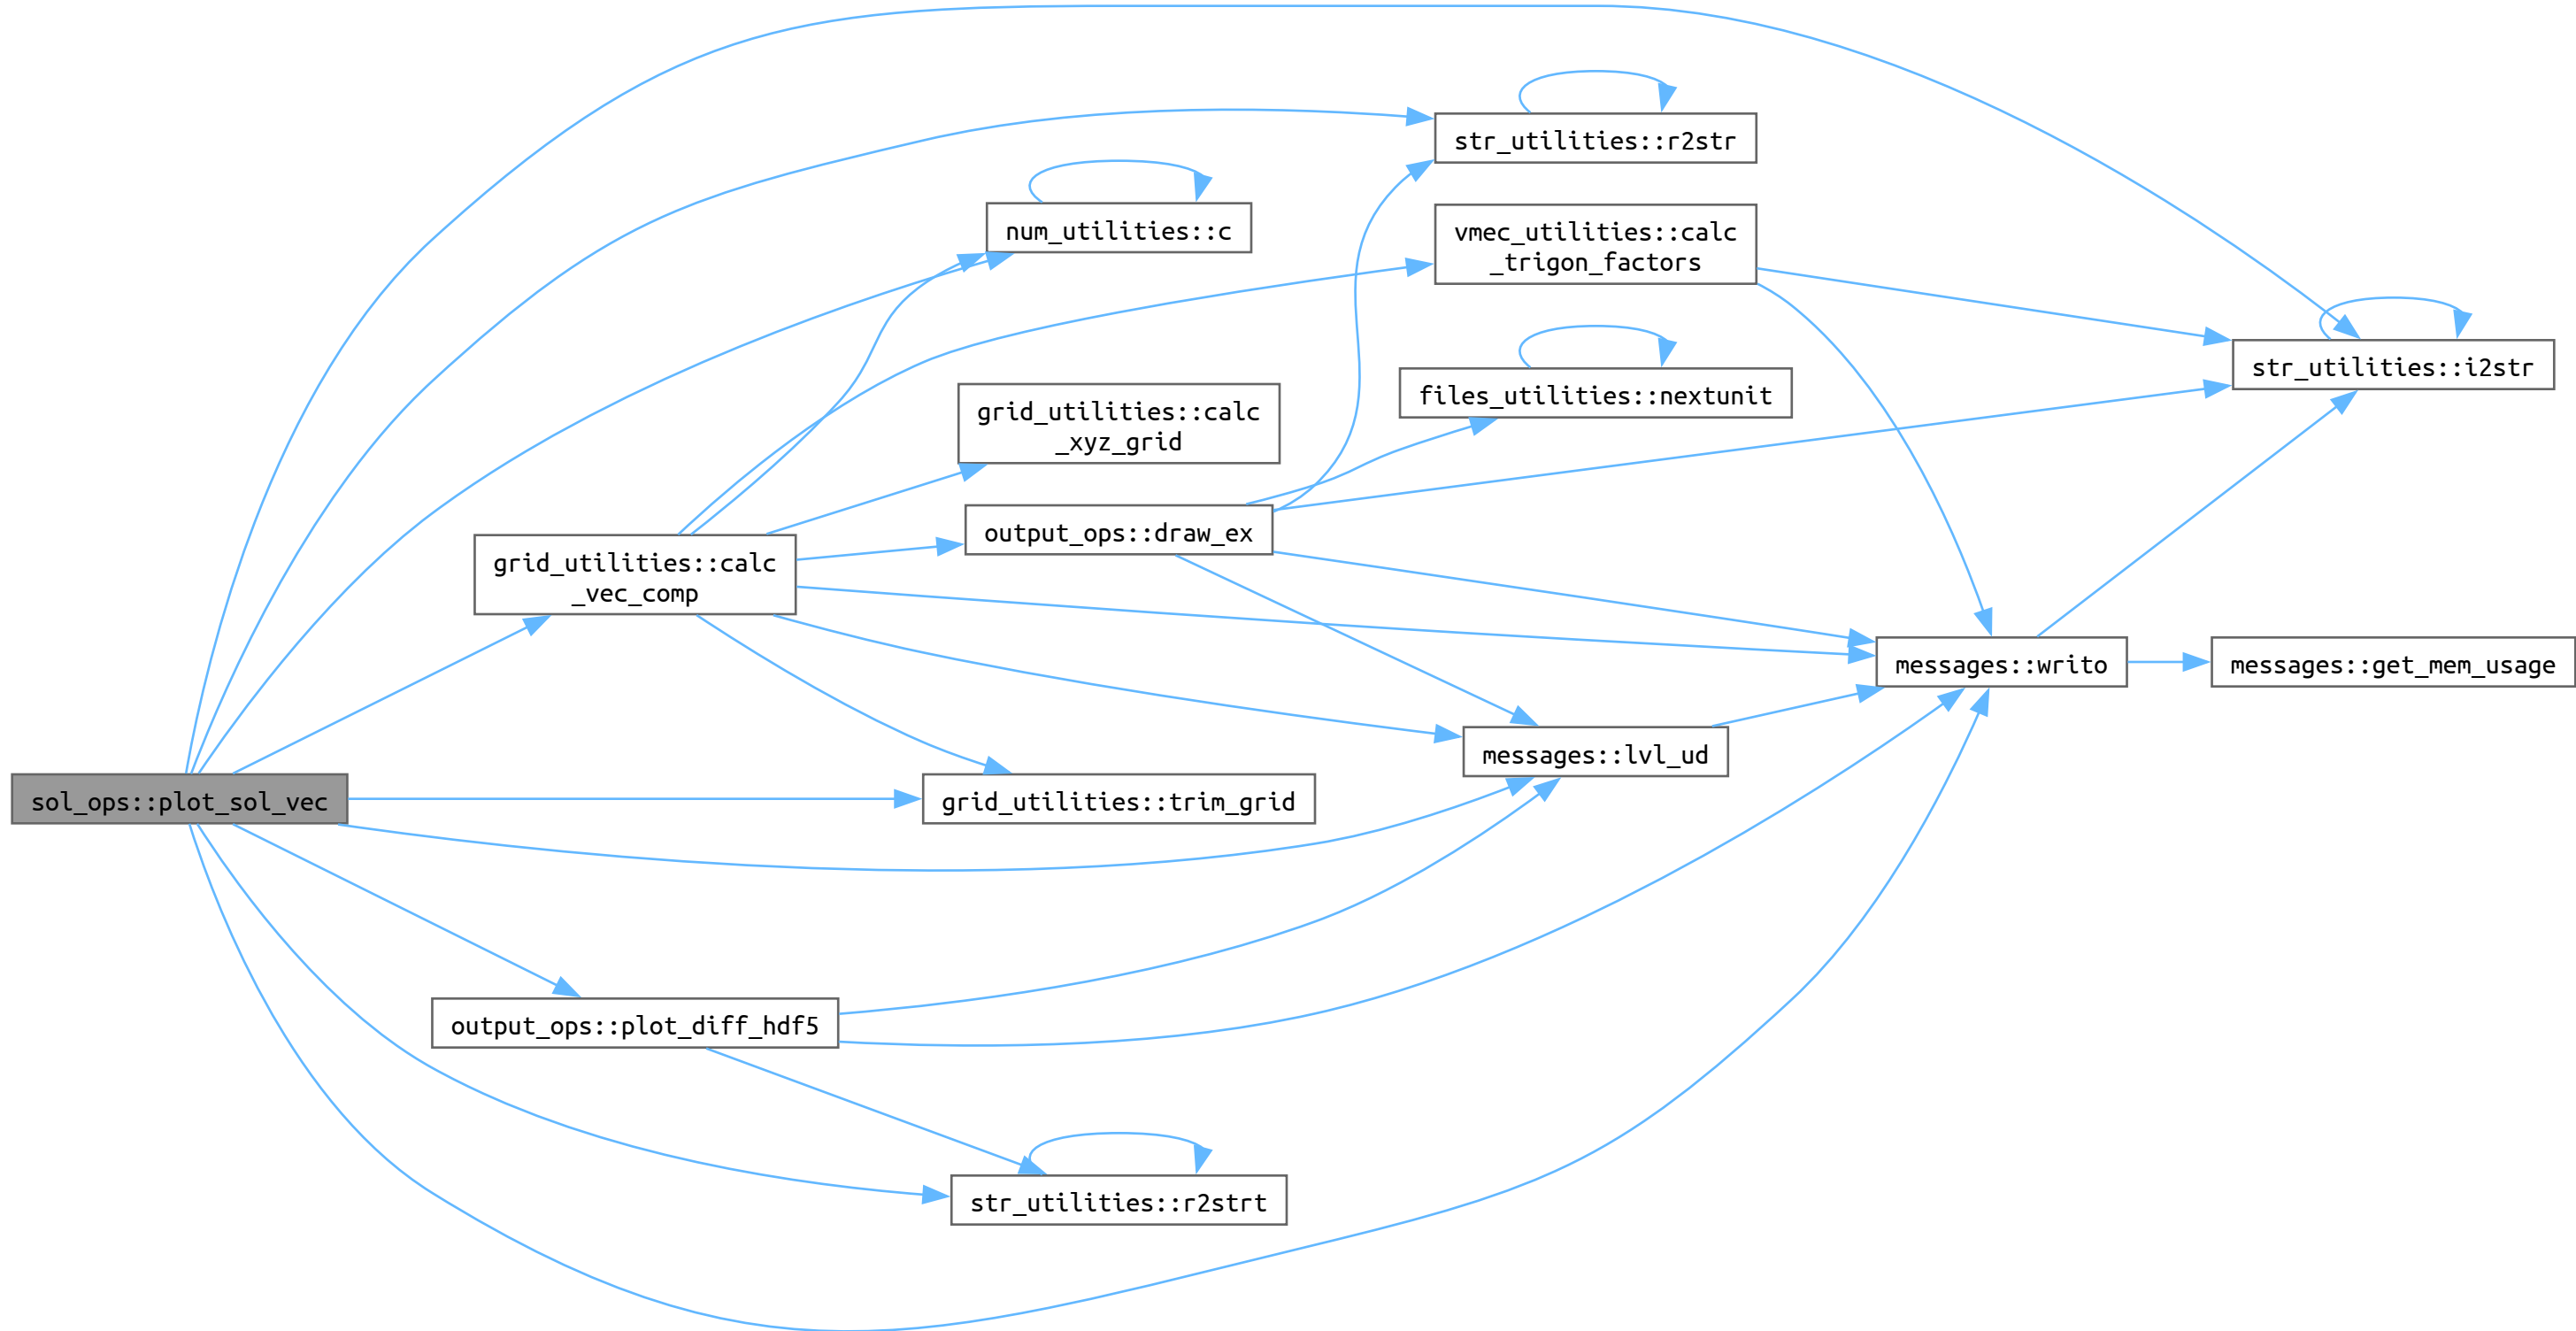 str_utilities::r2str
num_utilities::c
vmec_utilities::calc
_trigon_factors
str_utilities::i2str
files_utilities::nextunit
grid_utilities::calc
_xyz_grid
output_ops::draw_ex
grid_utilities::calc
_vec_comp
messages::writo
messages::get_mem_usage
messages::lvl_ud
sol_ops::plot_sol_vec
grid_utilities::trim_grid
output_ops::plot_diff_hdf5
str_utilities::r2strt